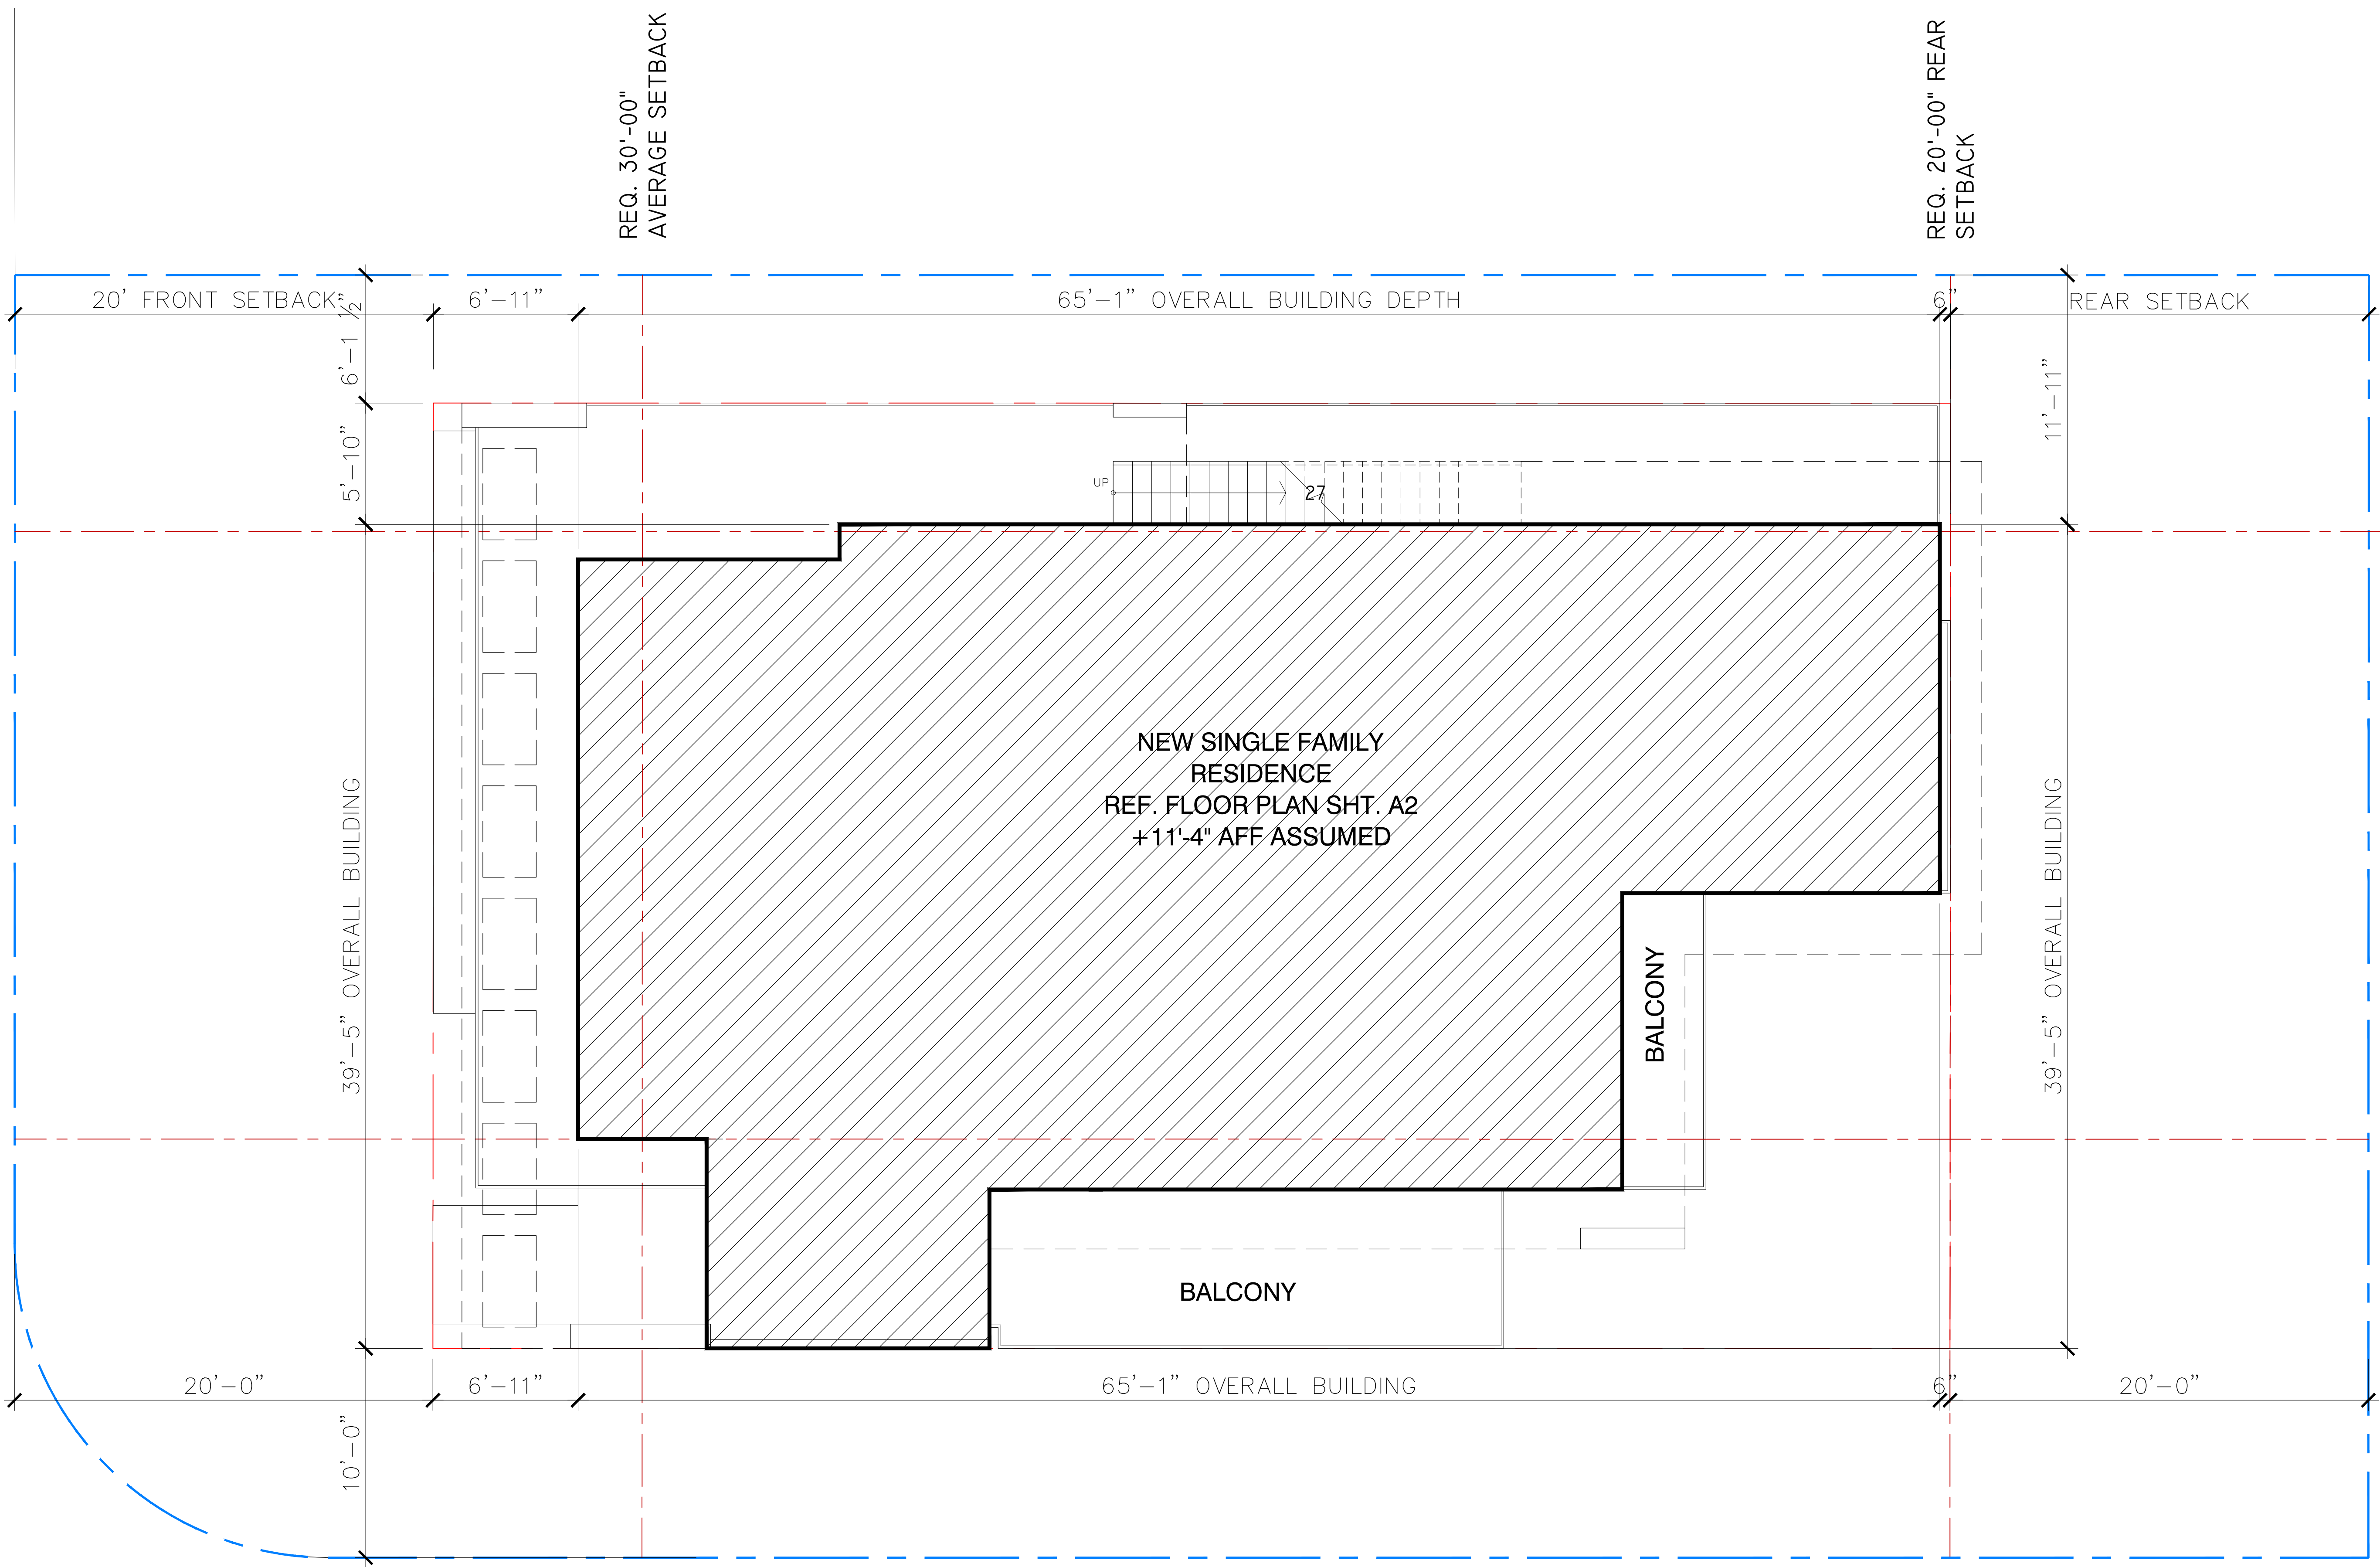 REQ. 30'-00"
AVERAGE SETBACK
REQ. 20'-00" REAR
SETBACK
20' FRONT SETBACK
6'-11"
65'-1" OVERALL BUILDING DEPTH
6"
REAR SETBACK
6'-1 ½"
5'-10"
11'-11"
UP
27
NEW SINGLE FAMILY
RESIDENCE
REF. FLOOR PLAN SHT. A2
+11'-4" AFF ASSUMED
39'-5" OVERALL BUILDING
39'-5" OVERALL BUILDING
BALCONY
BALCONY
20'-0"
6'-11"
65'-1" OVERALL BUILDING
6"
20'-0"
10'-0"